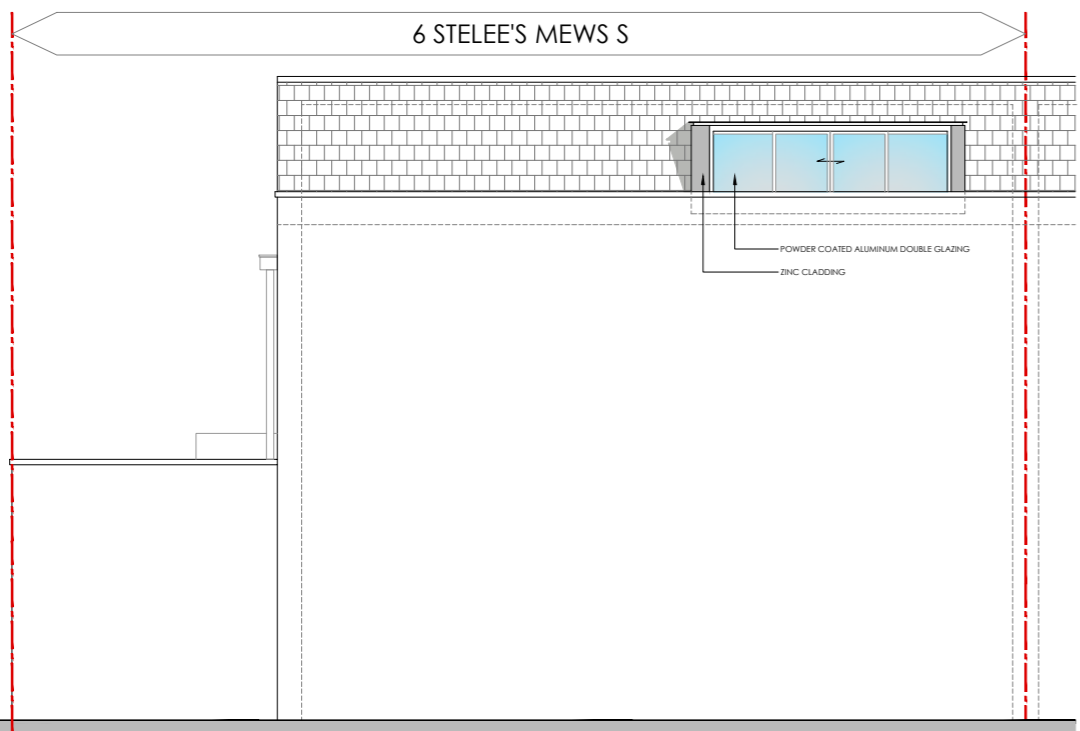 6 STELEE'S MEWS S
POWDER COATED ALUMINUM DOUBLE GLAZING
ZINC CLADDING